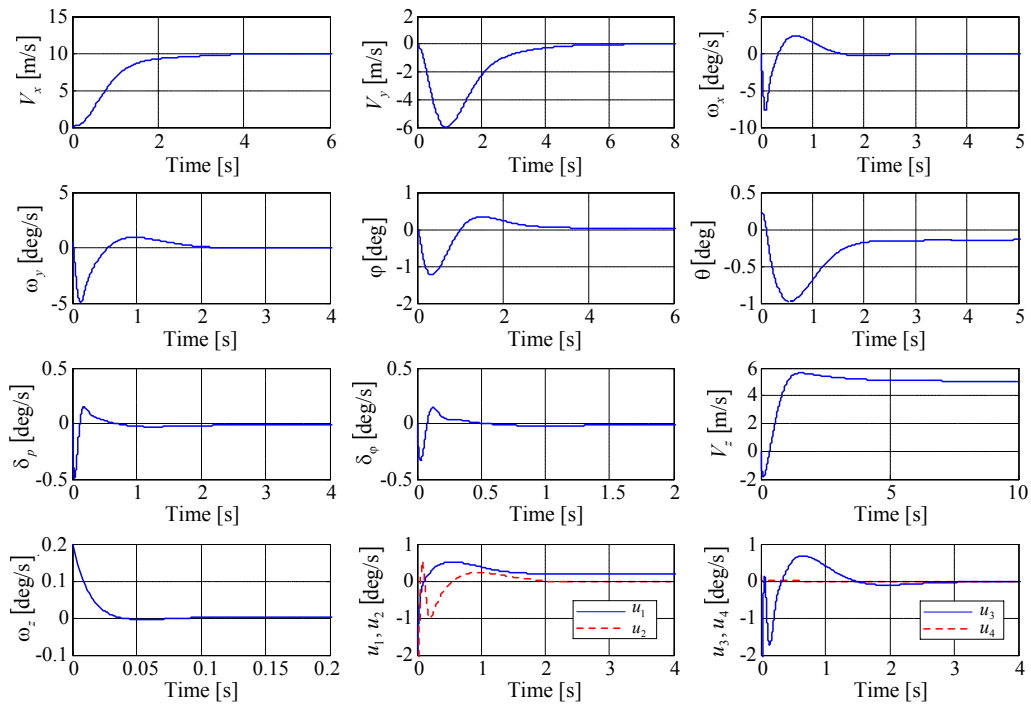 15 2 5
10 0 0
5 -2 -5
0 -4 -10
-6
V_x [m/s] V_y [m/s] ω_x [deg/s]
0 2 4 6 0 2 4 6 8 0 1 2 3 4 5
Time [s] Time [s] Time [s]
5 1 0.5
0 0 0
-5 -1 -0.5
-2 -1
ω_y [deg/s] φ [deg] θ [deg]
0 1 2 3 4 0 2 4 6 0 1 2 3 4 5
Time [s] Time [s] Time [s]
0.5 0.5 6
0 0 4
-0.5 -0.5 2
0
-2
δ_p [deg/s] δ_φ [deg/s] V_z [m/s]
0 1 2 3 4 0 0.5 1 1.5 2 0 5 10
Time [s] Time [s] Time [s]
0.2 1 1
0.1 0 0
0 -1 -1
-0.1 -2 -2
ω_z [deg/s] u_1, u_2 [deg/s] u_3, u_4 [deg/s]
u_1 u_3
u_2 u_4
0 0.05 0.1 0.15 0.2 0 1 2 3 4 0 1 2 3 4
Time [s] Time [s] Time [s]